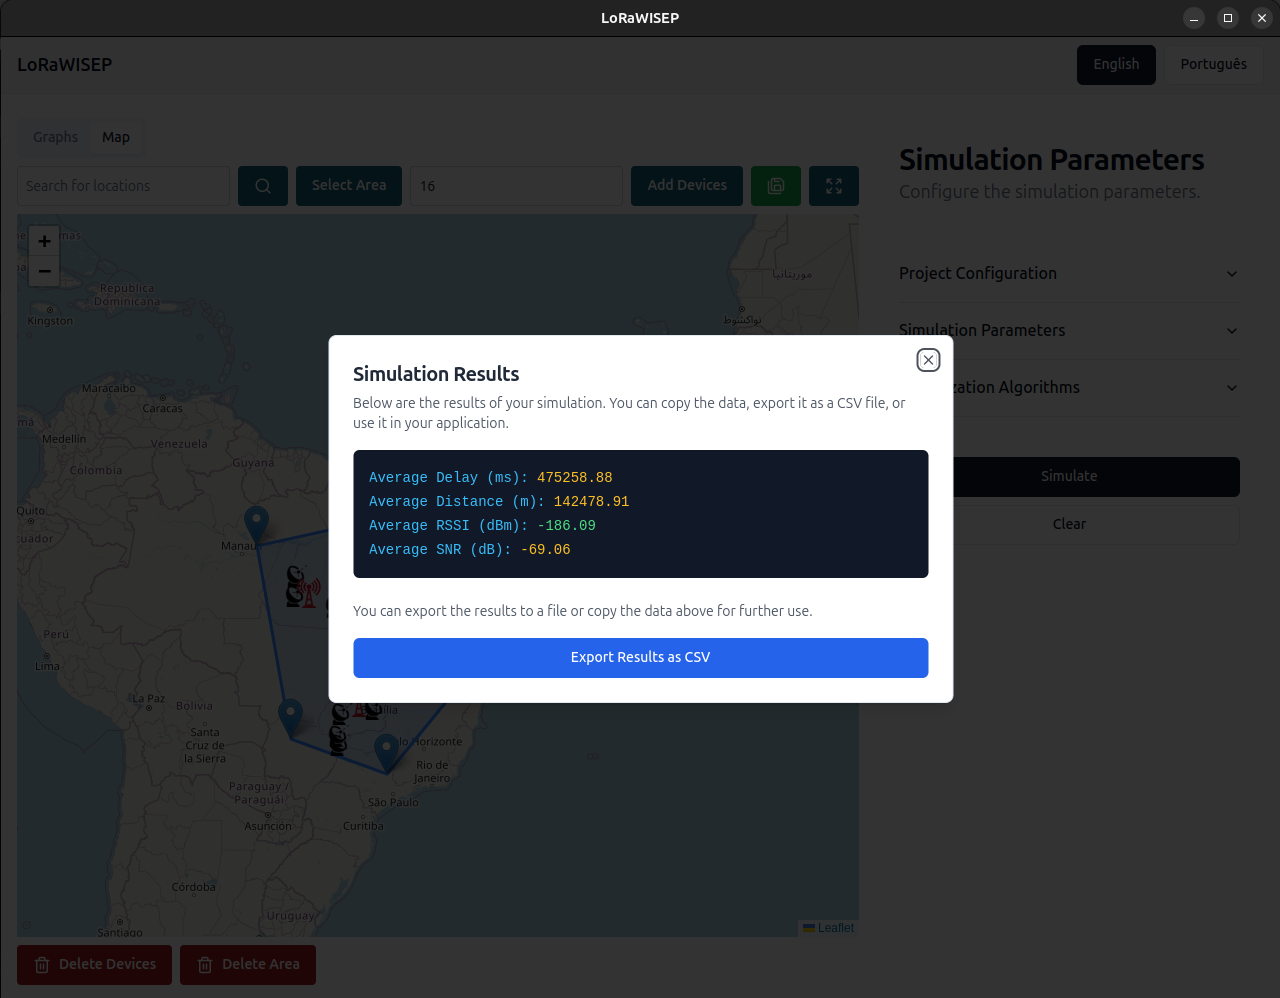 LoRaWISEP
LoRaWISEP
English
Português
Graphs
Map
Search for locations
Select Area
16
Add Devices
+
−
República
Dominicana
Kingston
موريتانيا
نواكشوط
Maracaibo
Caracas
Medellín
Venezuela
Colombia
Guyana
Quito
Manau
Perú
Lima
La Paz
Bolivia
Santa
Cruz de
la Sierra
Brasília
lo Horizonte
Rio de
Janeiro
Paraguay /
Paraguái
São Paulo
Asunción
Curitiba
Córdoba
Uruguay
Santiago
Leaflet
Delete Devices
Delete Area
Simulation Parameters
Configure the simulation parameters.
Project Configuration
Simulation Parameters
zation Algorithms
Simulate
Clear
Simulation Results
Below are the results of your simulation. You can copy the data, export it as a CSV file, or
use it in your application.
Average Delay (ms): 475258.88
Average Distance (m): 142478.91
Average RSSI (dBm): -186.09
Average SNR (dB): -69.06
You can export the results to a file or copy the data above for further use.
Export Results as CSV